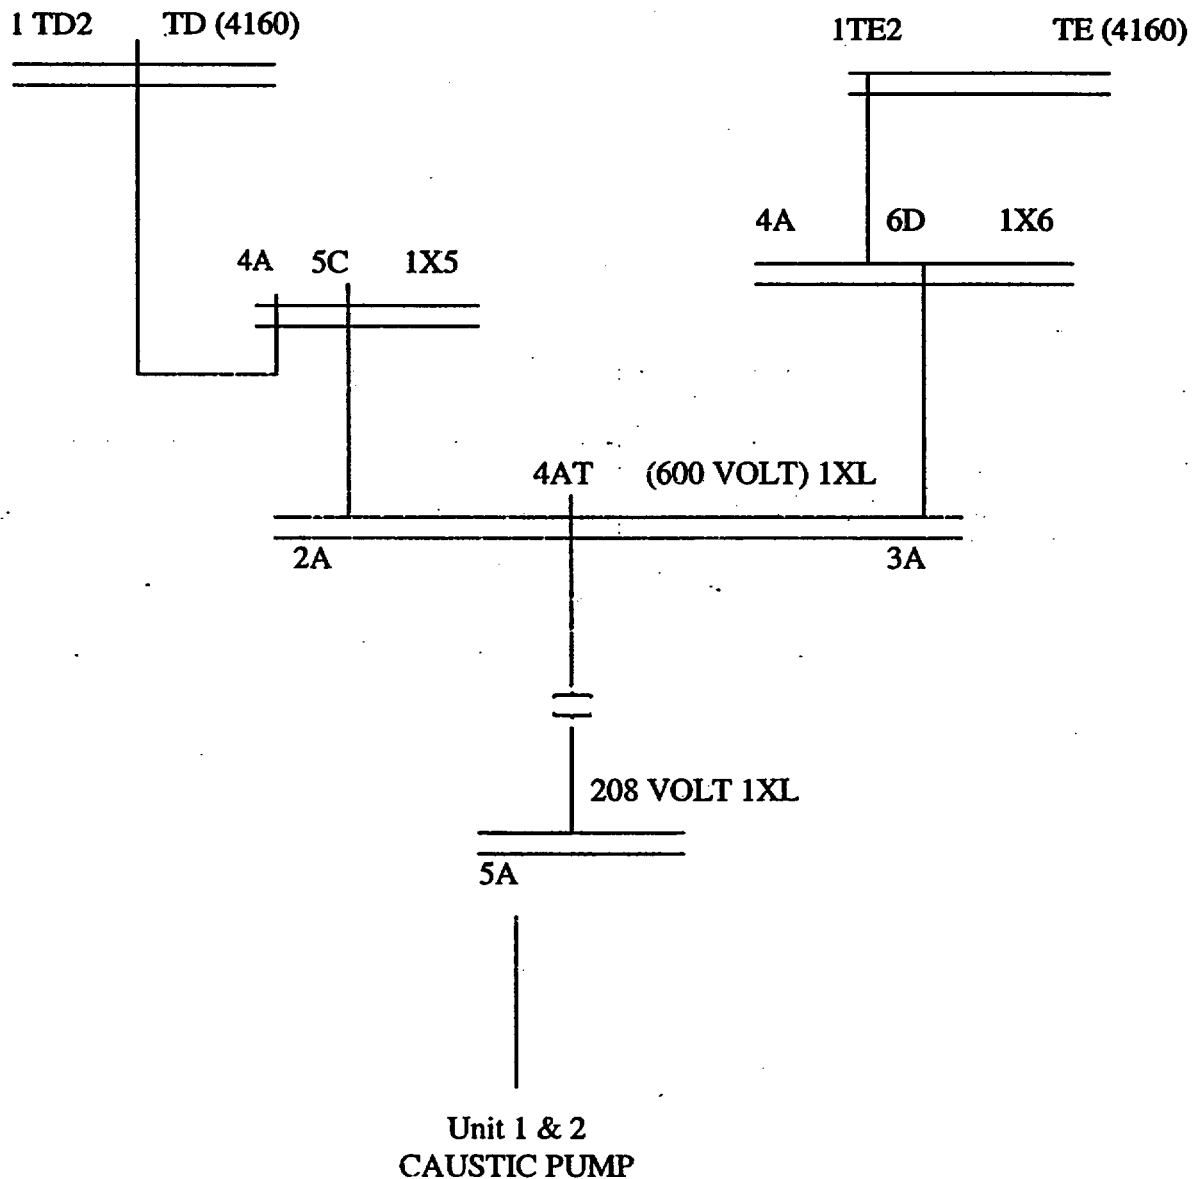 1 TD2 TD (4160)
1TE2 TE (4160)
4A 6D 1X6
4A 5C 1X5
4AT (600 VOLT) 1XL
2A 3A
208 VOLT 1XL
5A
Unit 1 & 2
CAUSTIC PUMP